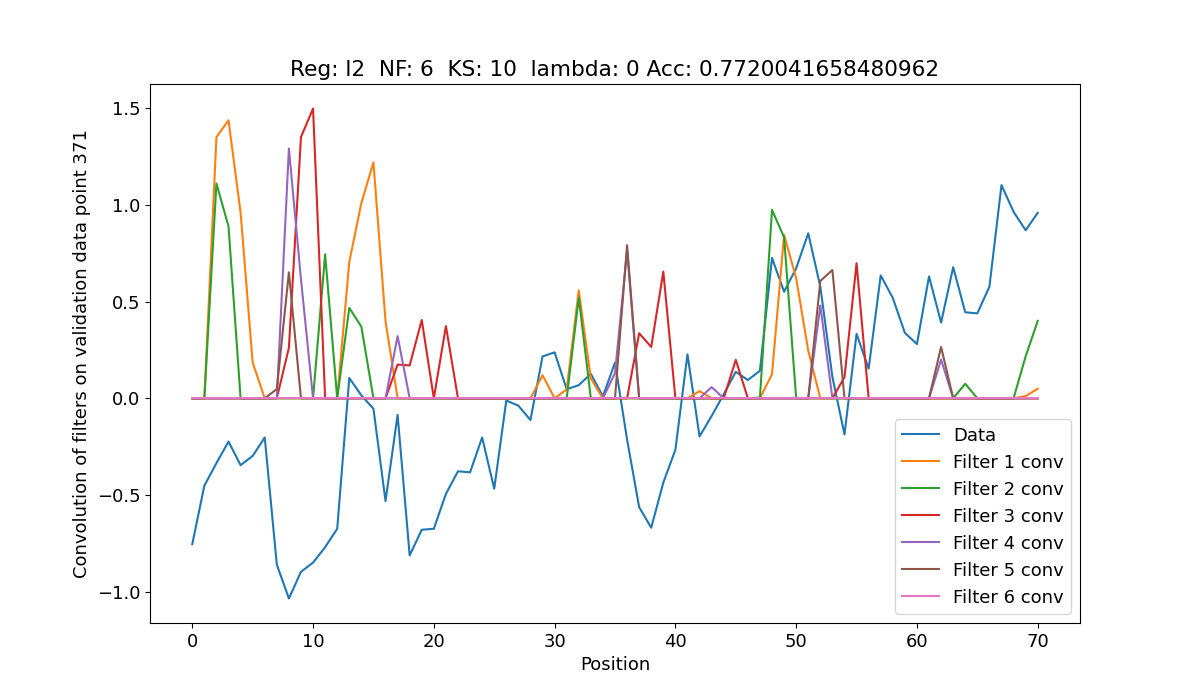 Reg: l2  NF: 6  KS: 10  lambda: 0 Acc: 0.7720041658480962
Convolution of filters on validation data point 371
1.5
1.0
0.5
0.0
−0.5
−1.0
0 10 20 30 40 50 60 70
Position
Data
Filter 1 conv
Filter 2 conv
Filter 3 conv
Filter 4 conv
Filter 5 conv
Filter 6 conv